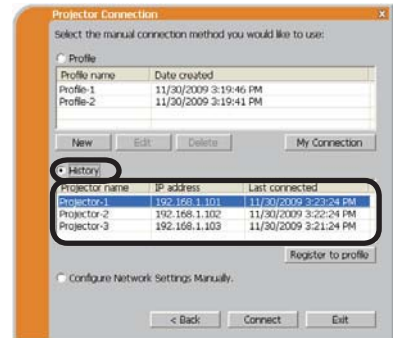 Projector Connection
x
Select the manual connection method you would like to use:
Profile
Profile name Date created
Profile-1 11/30/2009 3:19:46 PM
Profile-2 11/30/2009 3:19:41 PM
New Edit Delete My Connection
History
Projector name IP address Last connected
Projector-1 192.168.1.101 11/30/2009 3:23:24 PM
Projector-2 192.168.1.102 11/30/2009 3:22:24 PM
Projector-3 192.168.1.103 11/30/2009 3:21:24 PM
Register to profile
Configure Network Settings Manually.
< Back Connect Exit